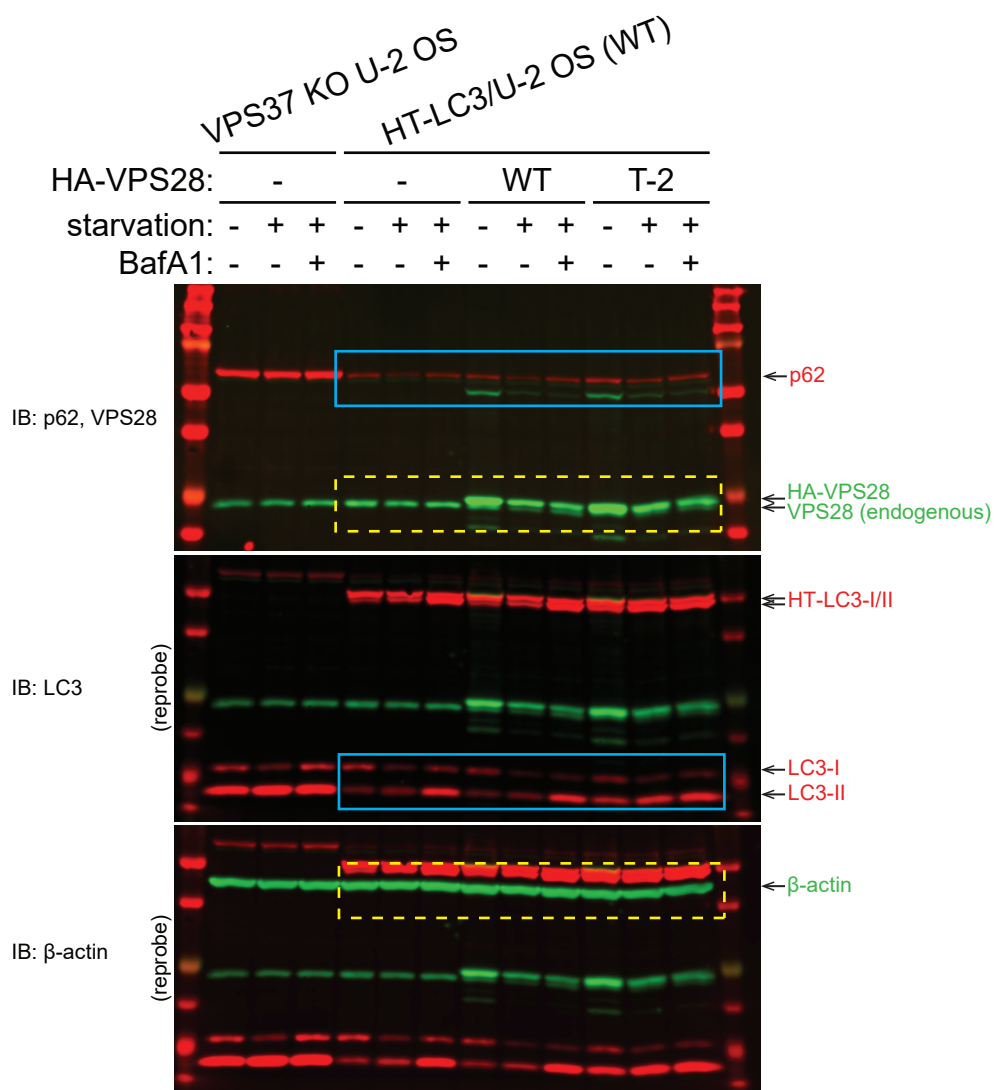 VPS37 KO U-2 OS
HT-LC3/U-2 OS (WT)
HA-VPS28: - - WT T-2
starvation: - + + - + + - + + - + +
BafA1: - - + - - + - - + - - +
IB: p62, VPS28
p62
HA-VPS28
VPS28 (endogenous)
IB: LC3
(reprobe)
HT-LC3-I/II
LC3-I
LC3-II
IB: β-actin
(reprobe)
β-actin